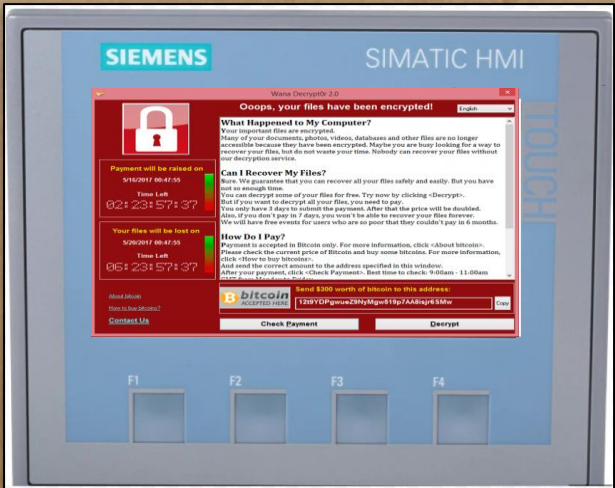 SIEMENS
SIMATIC HMI
TOUCH
Wana Decrypt0r 2.0
Ooops, your files have been encrypted!
English
What Happened to My Computer?
Your important files are encrypted.
Many of your documents, photos, videos, databases and other files are no longer
accessible because they have been encrypted. Maybe you are busy looking for a way to
recover your files, but do not waste your time. Nobody can recover your files without
our decryption service.
Can I Recover My Files?
Sure. We guarantee that you can recover all your files safely and easily. But you have
not so enough time.
You can decrypt some of your files for free. Try now by clicking <Decrypt>.
But if you want to decrypt all your files, you need to pay.
You only have 3 days to submit the payment. After that the price will be doubled.
Also, if you don't pay in 7 days, you won't be able to recover your files forever.
We will have free events for users who are so poor that they couldn't pay in 6 months.
How Do I Pay?
Payment is accepted in Bitcoin only. For more information, click <About bitcoin>.
Please check the current price of Bitcoin and buy some bitcoins. For more information,
click <How to buy bitcoins>.
And send the correct amount to the address specified in this window.
After your payment, click <Check Payment>. Best time to check: 9:00am - 11:00am
GMT from Monday to Friday.
Payment will be raised on
5/16/2017 00:47:55
Time Left
02:23:57:37
Your files will be lost on
5/20/2017 00:47:55
Time Left
06:23:57:37
About bitcoin
How to buy bitcoins?
Contact Us
bitcoin
ACCEPTED HERE
Send $300 worth of bitcoin to this address:
Copy
Check Payment
Decrypt
F1
F2
F3
F4